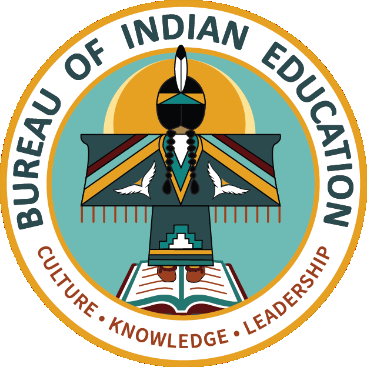 BUREAU OF INDIAN EDUCATION
CULTURE • KNOWLEDGE • LEADERSHIP